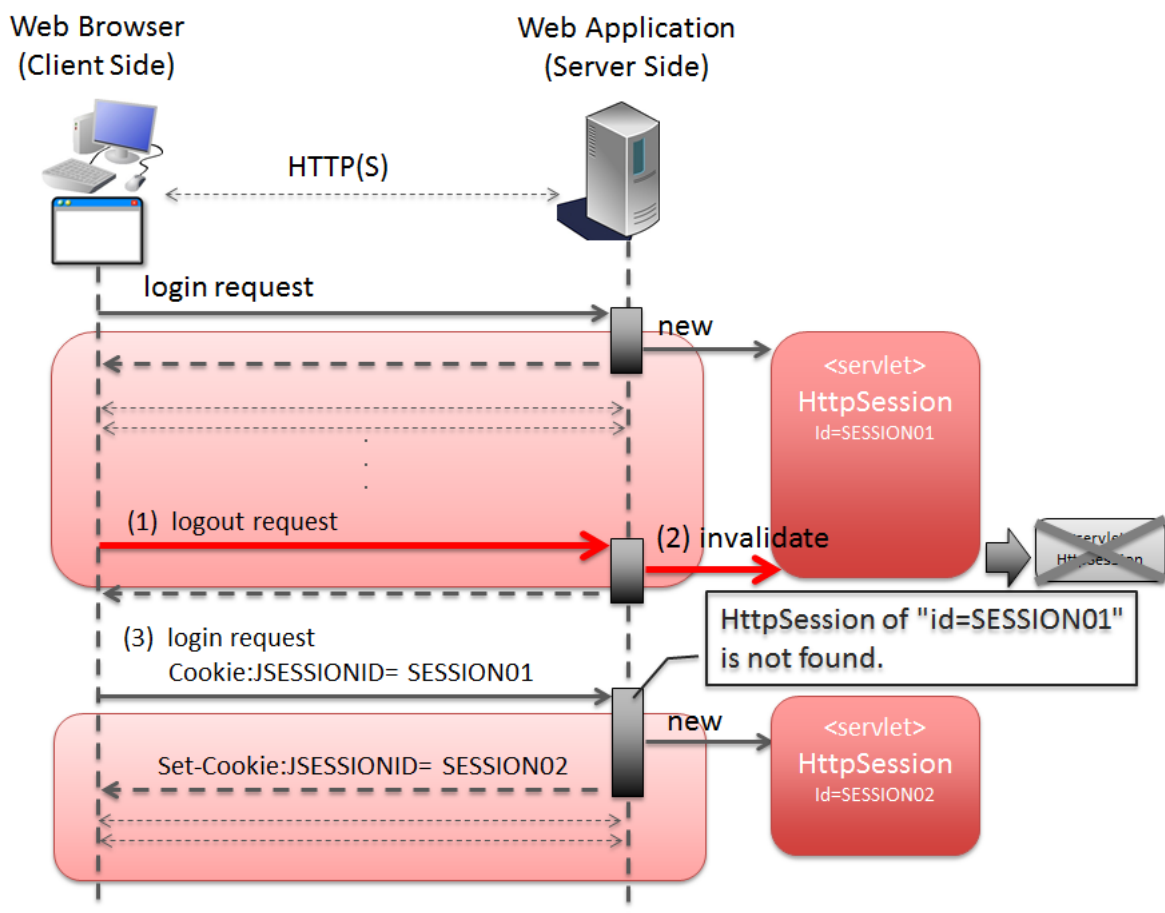 Web Browser
(Client Side)
Web Application
(Server Side)
HTTP(S)
login request
new
<servlet>
HttpSession
Id=SESSION01
.
.
.
(1) logout request
(2) invalidate
HttpSession
HttpSession of "id=SESSION01"
is not found.
(3) login request
Cookie:JSESSIONID= SESSION01
new
<servlet>
HttpSession
Id=SESSION02
Set-Cookie:JSESSIONID= SESSION02